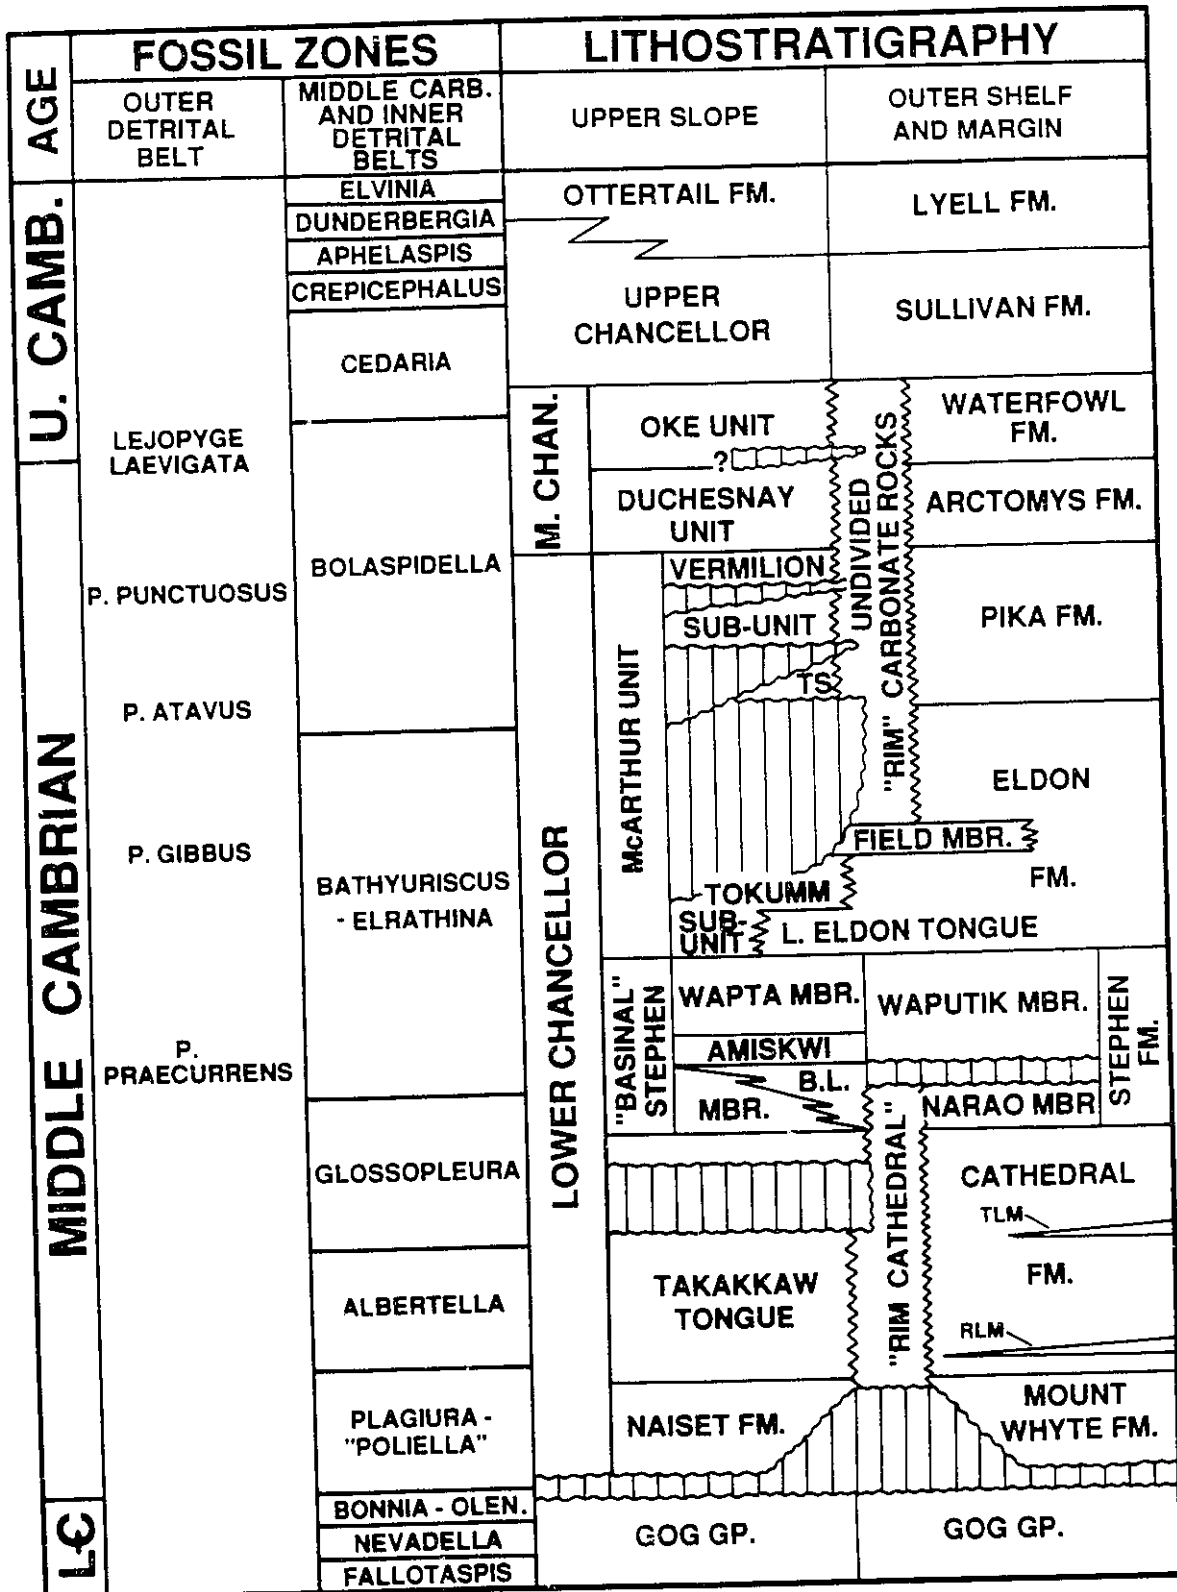 AGE
FOSSIL ZONES
LITHOSTRATIGRAPHY
OUTER
DETRITAL
BELT
MIDDLE CARB.
AND INNER
DETRITAL
BELTS
UPPER SLOPE
OUTER SHELF
AND MARGIN
U. CAMB.
MIDDLE CAMBRIAN
LЄ
LEJOPYGE
LAEVIGATA
P. PUNCTUOSUS
P. ATAVUS
P. GIBBUS
P.
PRAECURRENS
ELVINIA
DUNDERBERGIA
APHELASPIS
CREPICEPHALUS
CEDARIA
BOLASPIDELLA
BATHYURISCUS
- ELRATHINA
GLOSSOPLEURA
ALBERTELLA
PLAGIURA -
"POLIELLA"
BONNIA - OLEN.
NEVADELLA
FALLOTASPIS
OTTERTAIL FM.
LYELL FM.
UPPER
CHANCELLOR
SULLIVAN FM.
M. CHAN.
OKE UNIT
?
DUCHESNAY
UNIT
UNDIVIDED
"RIM" CARBONATE ROCKS
WATERFOWL
FM.
ARCTOMYS FM.
LOWER CHANCELLOR
McARTHUR UNIT
VERMILION
SUB-UNIT
TS
PIKA FM.
ELDON
FIELD MBR.
FM.
TOKUMM
SUB-
UNIT
L. ELDON TONGUE
"BASINAL"
STEPHEN
WAPTA MBR.
WAPUTIK MBR.
STEPHEN
FM.
AMISKWI
B.L.
MBR.
NARAO MBR
"RIM CATHEDRAL"
CATHEDRAL
TLM
FM.
RLM
TAKAKKAW
TONGUE
NAISET FM.
MOUNT
WHYTE FM.
GOG GP.
GOG GP.